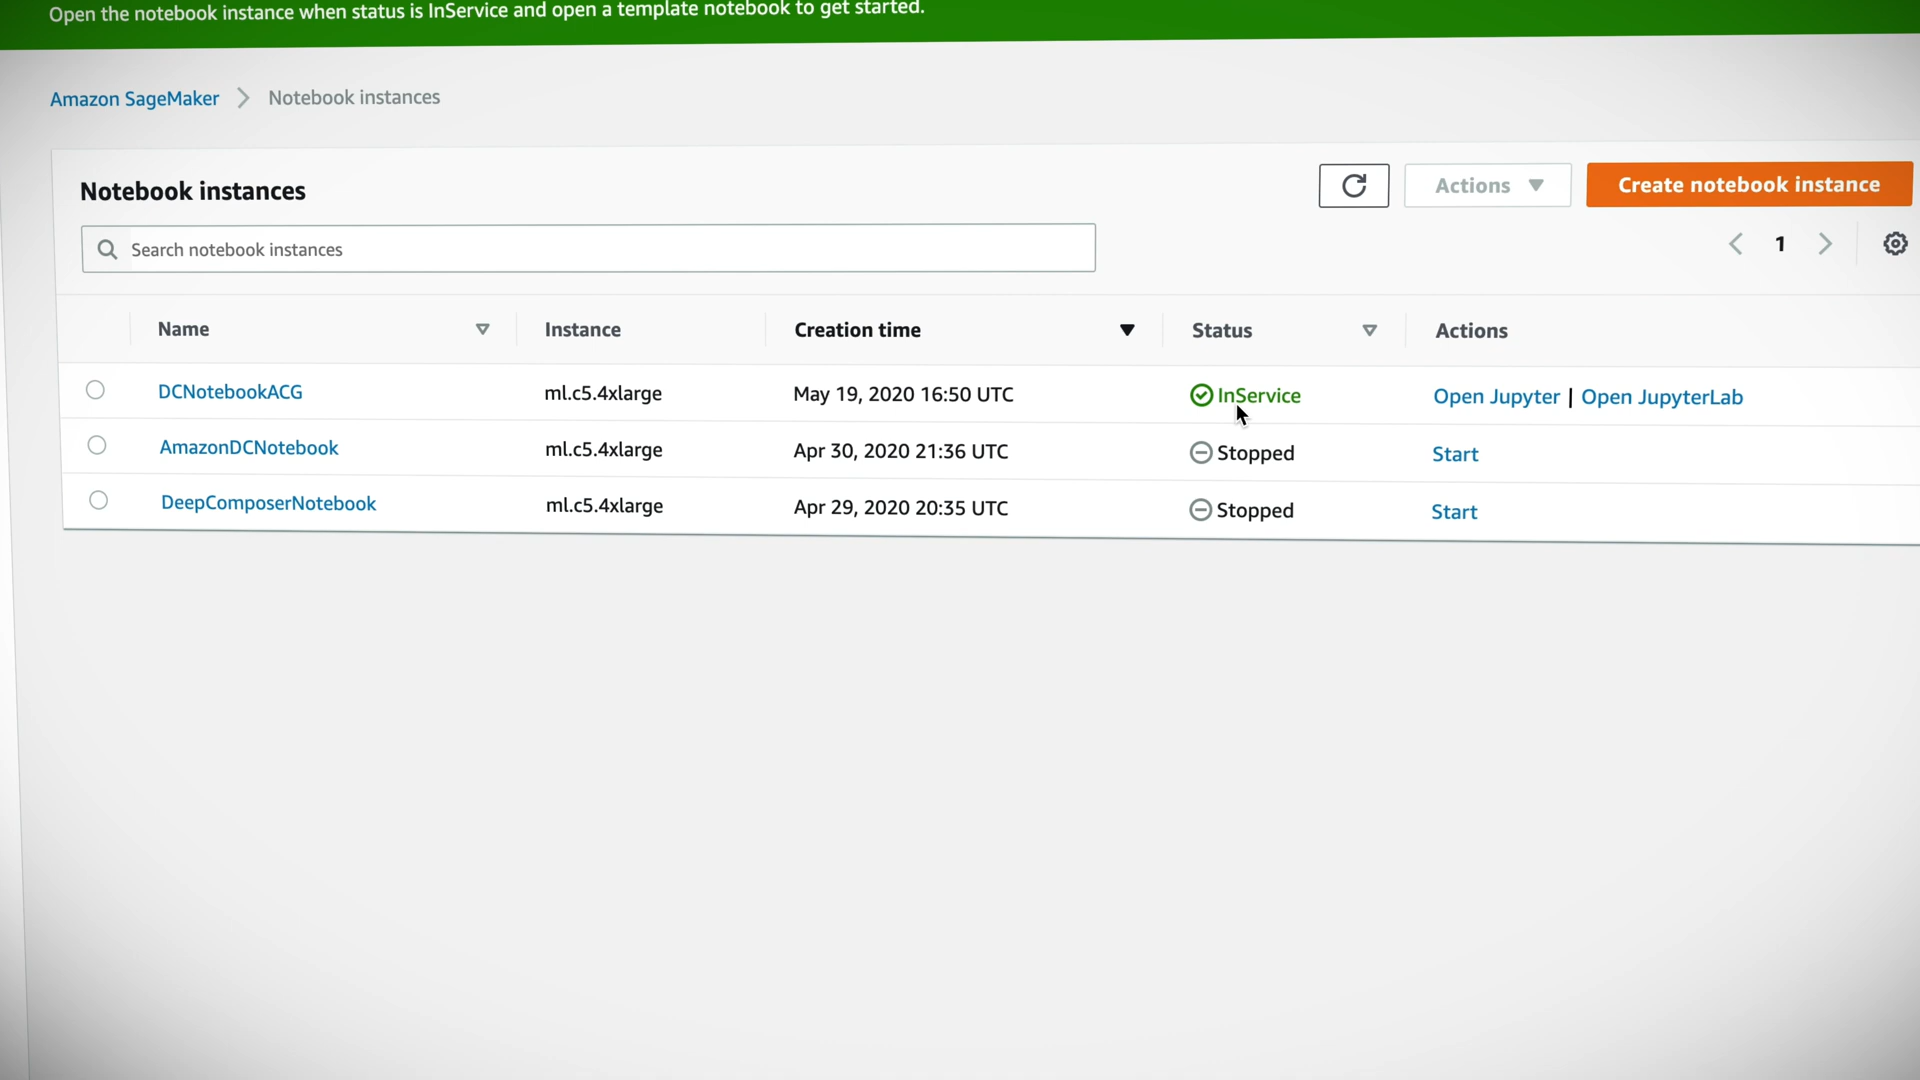 Open the notebook instance when status is InService and open a template notebook to get started.
Amazon SageMaker > Notebook instances
Notebook instances
Actions
Create notebook instance
Search notebook instances
1
Name Instance Creation time Status Actions
DCNotebookACG ml.c5.4xlarge May 19, 2020 16:50 UTC InService Open Jupyter | Open JupyterLab
AmazonDCNotebook ml.c5.4xlarge Apr 30, 2020 21:36 UTC Stopped Start
DeepComposerNotebook ml.c5.4xlarge Apr 29, 2020 20:35 UTC Stopped Start